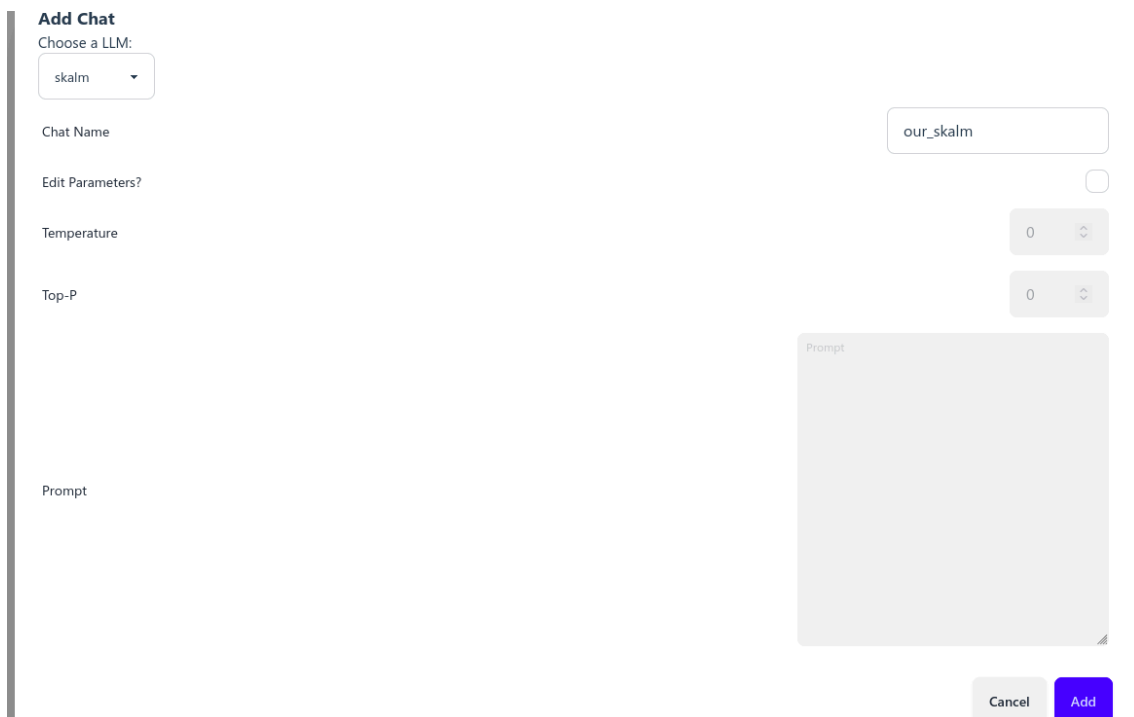 Add Chat
Choose a LLM:
skalm
Chat Name
our_skalm
Edit Parameters?
Temperature
0
Top-P
0
Prompt
Prompt
Cancel
Add